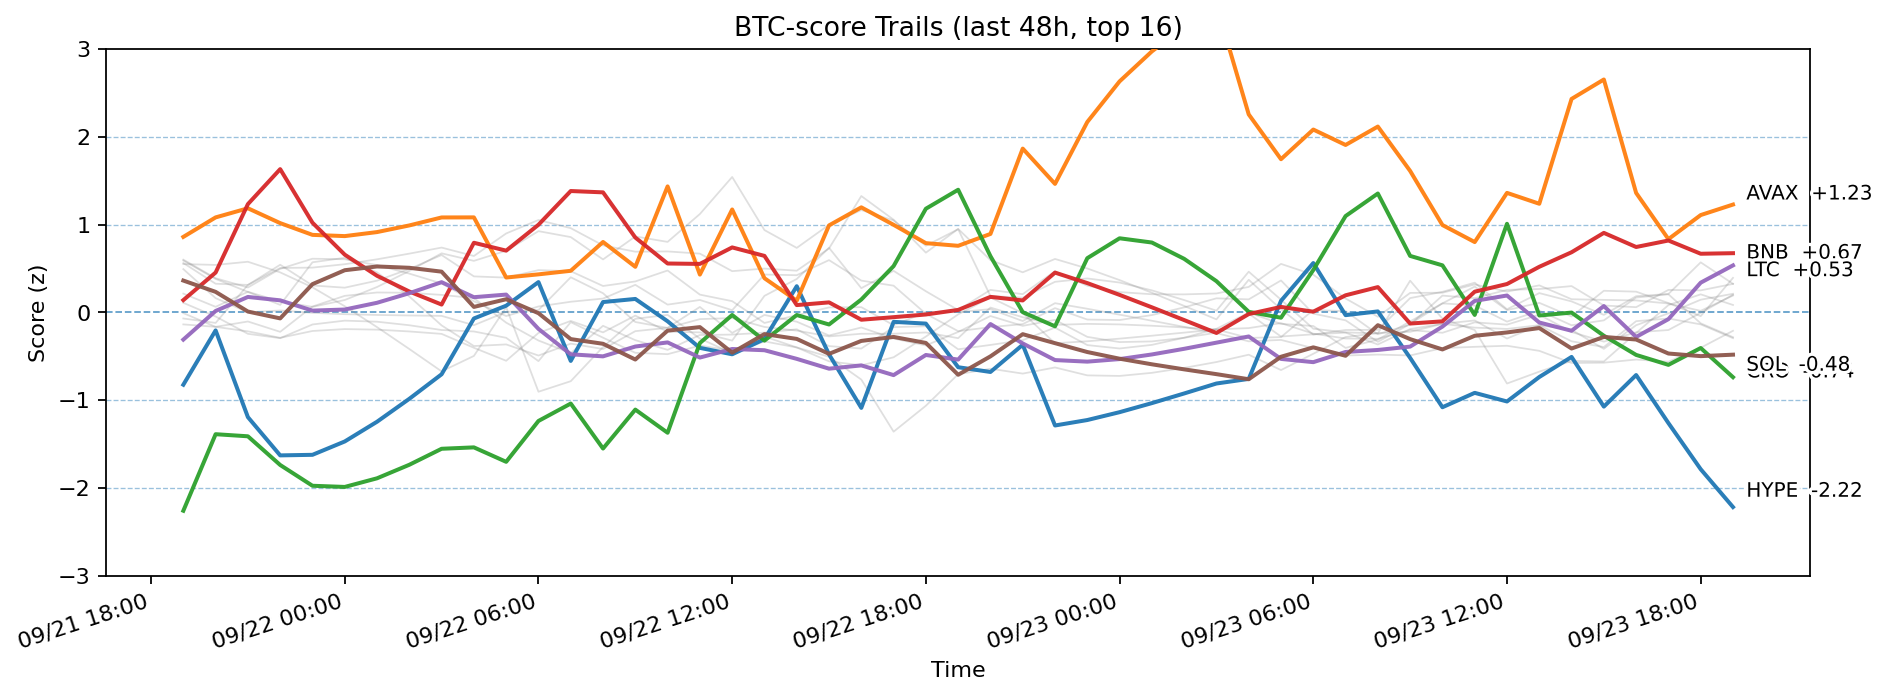 BTC-score Trails (last 48h, top 16)
Score (z)
3
2
1
0
−1
−2
−3
AVAX +1.23
BNB +0.67
LTC +0.53
SOL -0.48
HYPE -2.22
09/21 18:00
09/22 00:00
09/22 06:00
09/22 12:00
09/22 18:00
09/23 00:00
09/23 06:00
09/23 12:00
09/23 18:00
Time